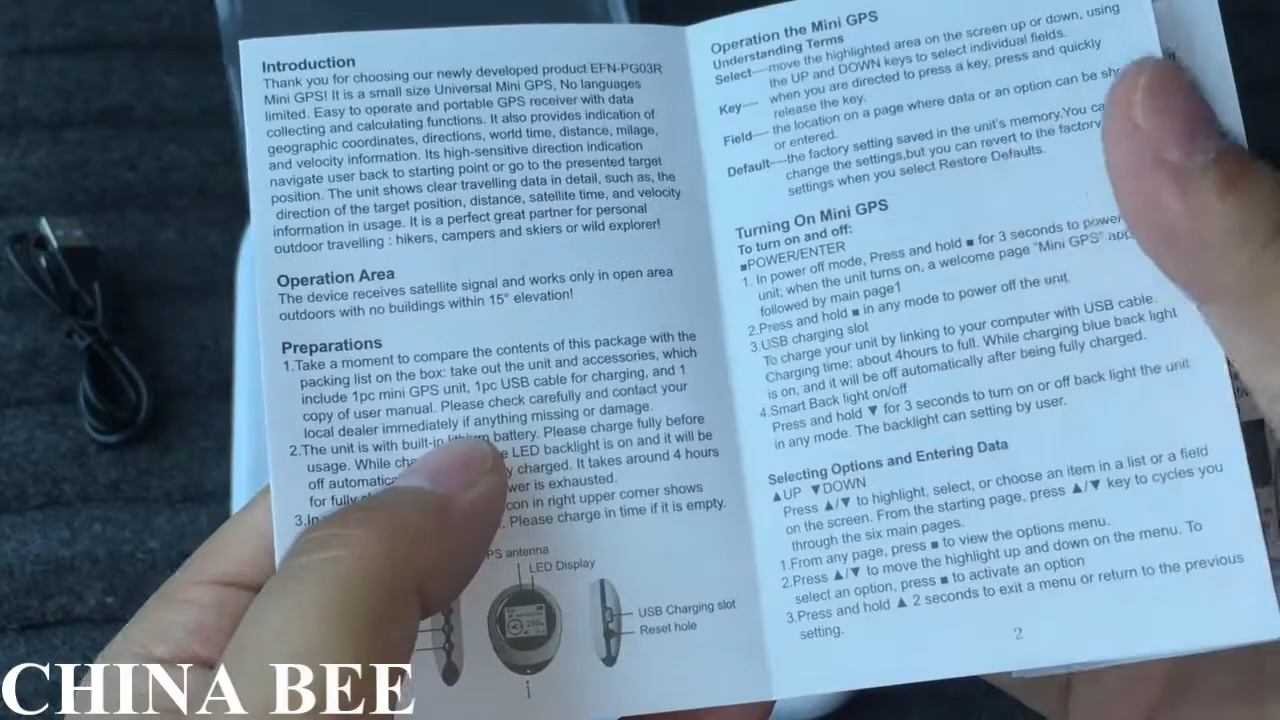 Introduction
Thank you for choosing our newly developed product EFN-PG03R
Mini GPS! It is a small size Universal Mini GPS, No languages
limited. Easy to operate and portable GPS receiver with data
collecting and calculating functions. It also provides indication of
geographic coordinates, directions, world time, distance, milage,
and velocity information. Its high-sensitive direction indication
navigate user back to starting point or go to the presented target
position. The unit shows clear travelling data in detail, such as, the
direction of the target position, distance, satellite time, and velocity
information in usage. It is a perfect great partner for personal
outdoor travelling : hikers, campers and skiers or wild explorer!
Operation Area
The device receives satellite signal and works only in open area
outdoors with no buildings within 15° elevation!
Preparations
1.Take a moment to compare the contents of this package with the
packing list on the box: take out the unit and accessories, which
include 1pc mini GPS unit, 1pc USB cable for charging, and 1
copy of user manual. Please check carefully and contact your
local dealer immediately if anything missing or damage.
2.The unit is with built-in lithium battery. Please charge fully before
usage. While LED backlight is on and it will be
off charged. It takes around 4 hours
for is exhausted.
3. icon in right upper corner shows
Please charge in time if it is empty.
antenna
LED Display
USB Charging slot
Reset hole
Operation the Mini GPS
Understanding Terms
Select----move the highlighted area on the screen up or down, using
the UP and DOWN keys to select individual fields.
Key---- when you are directed to press a key, press and quickly
release the key.
Field---- the location on a page where data or an option can be
or entered.
Default----the factory setting saved in the unit's memory.You
change the settings,but you can revert to the factory
settings when you select Restore Defaults.
Turning On Mini GPS
To turn on and off:
■POWER/ENTER
1. In power off mode, Press and hold ■ for 3 seconds to power
unit; when the unit turns on, a welcome page "Mini GPS"
followed by main page1
2.Press and hold ■ in any mode to power off the unit
3.USB charging slot
To charge your unit by linking to your computer with USB cable.
Charging time: about 4hours to full. While charging blue back light
is on, and it will be off automatically after being fully charged.
4.Smart Back light on/off
Press and hold ▼ for 3 seconds to turn on or off back light the unit
in any mode. The backlight can setting by user.
Selecting Options and Entering Data
▲UP ▼DOWN
Press ▲/▼ to highlight, select, or choose an item in a list or a field
on the screen. From the starting page, press ▲/▼ key to cycles you
through the six main pages.
1.From any page, press ■ to view the options menu.
2.Press ▲/▼ to move the highlight up and down on the menu. To
select an option, press ■ to activate an option
3.Press and hold ▲ 2 seconds to exit a menu or return to the previous
setting.
2
CHINA BEE